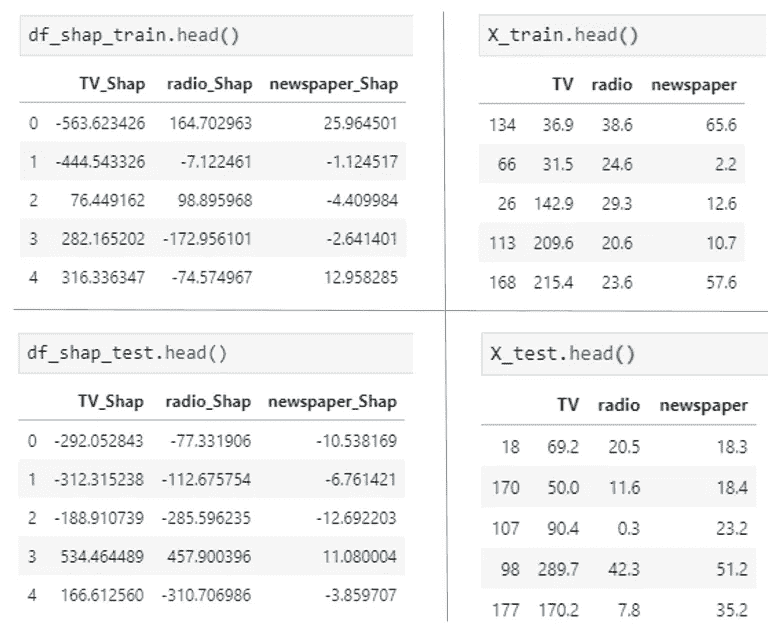 df_shap_train.head()
TV_Shap radio_Shap newspaper_Shap
0 -563.623426 164.702963 25.964501
1 -444.543326 -7.122461 -1.124517
2 76.449162 98.895968 -4.409984
3 282.165202 -172.956101 -2.641401
4 316.336347 -74.574967 12.958285
X_train.head()
TV radio newspaper
134 36.9 38.6 65.6
66 31.5 24.6 2.2
26 142.9 29.3 12.6
113 209.6 20.6 10.7
168 215.4 23.6 57.6
df_shap_test.head()
TV_Shap radio_Shap newspaper_Shap
0 -292.052843 -77.331906 -10.538169
1 -312.315238 -112.675754 -6.761421
2 -188.910739 -285.596235 -12.692203
3 534.464489 457.900396 11.080004
4 166.612560 -310.706986 -3.859707
X_test.head()
TV radio newspaper
18 69.2 20.5 18.3
170 50.0 11.6 18.4
107 90.4 0.3 23.2
98 289.7 42.3 51.2
177 170.2 7.8 35.2